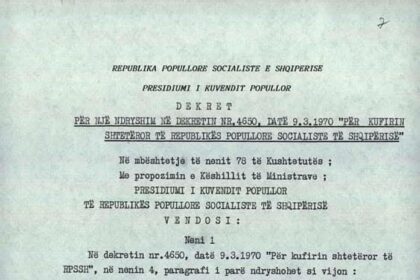 2
REPUBLIKA POPULLORE SOCIALISTE E SHQIPERISË
PRESIDIUMI I KUVENDIT POPULLOR
D E K R E T
PËR NJË NDRYSHIM NË DEKRETIN NR.4650, DATË 9.3.1970 "PËR KUFIRIN
SHTETËROR TË REPUBLIKËS POPULLORE SOCIALISTE TË SHQIPËRISË"
Në mbështetje të nenit 78 të Kushtetutës ;
Me propozimin e Këshillit të Ministrave ;
PRESIDIUMI I KUVENDIT POPULLOR
TË REPUBLIKËS POPULLORE SOCIALISTE TË SHQIPËRISË
V E N D O S I :
Neni 1
Në dekretin nr.4650, datë 9.3.1970 "Për kufirin shtetëror të
RPSSH", në nenin 4, paragrafi i parë ndryshohet si vijon :